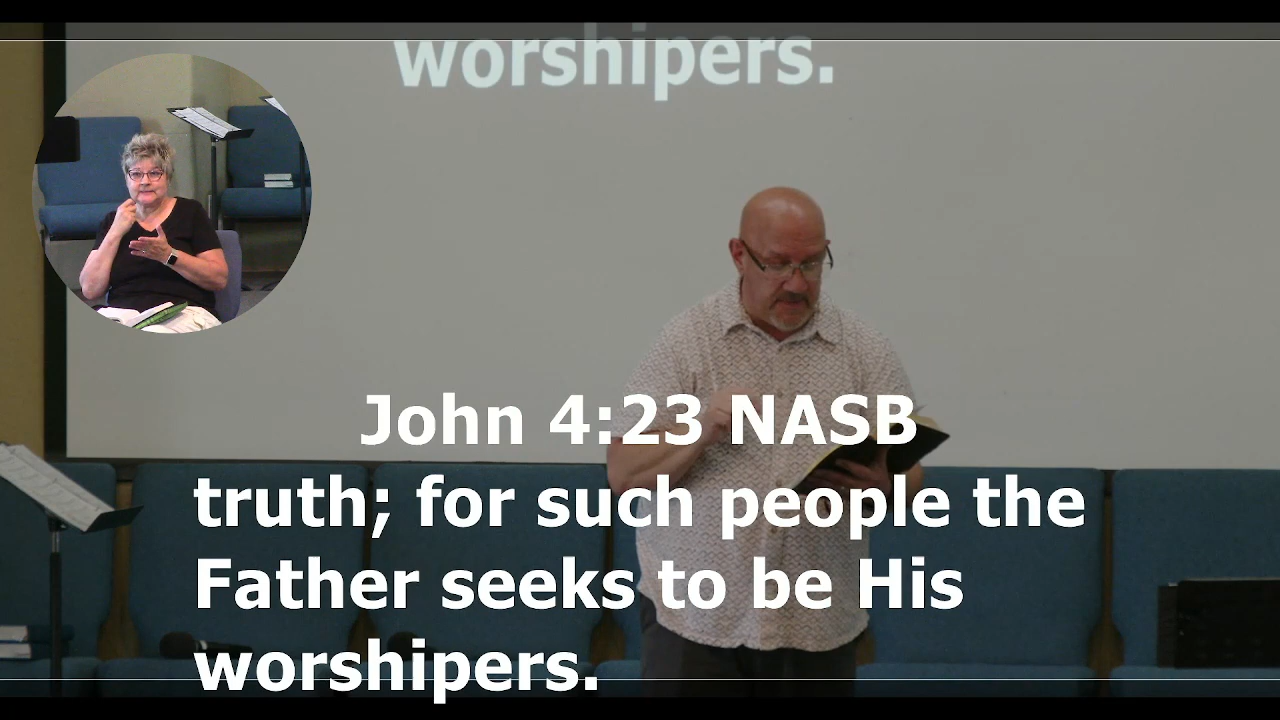 worshipers.
John 4:23 NASB
truth; for such people the
Father seeks to be His
worshipers.